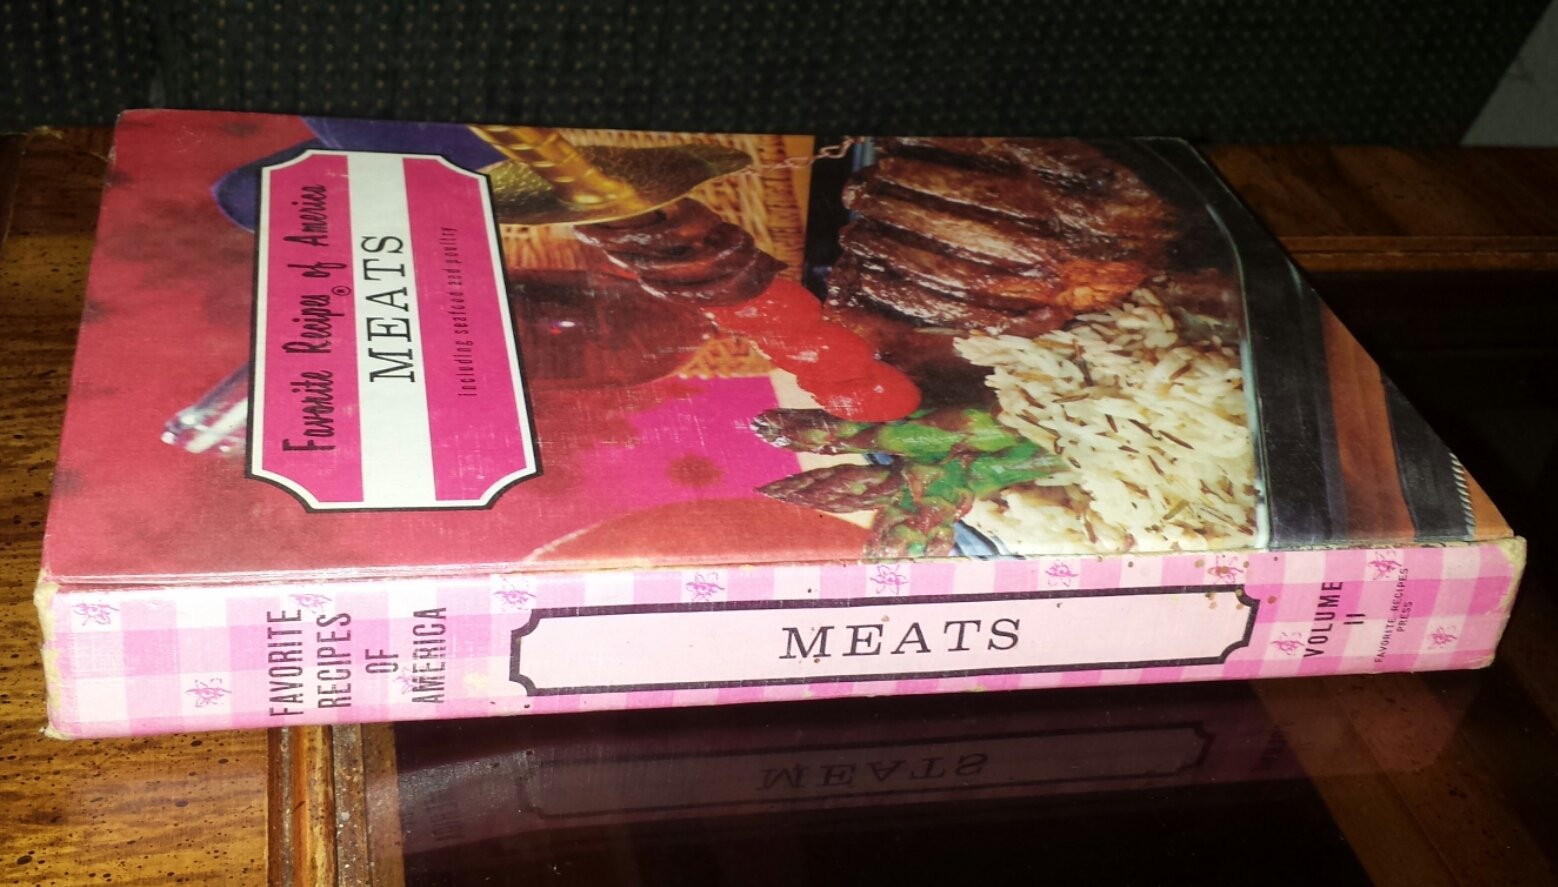 Favorite Recipes® of America
MEATS
including seafood and poultry
FAVORITE
RECIPES
OF
AMERICA
MEATS
VOLUME
II
FAVORITE RECIPES
PRESS
MEATS